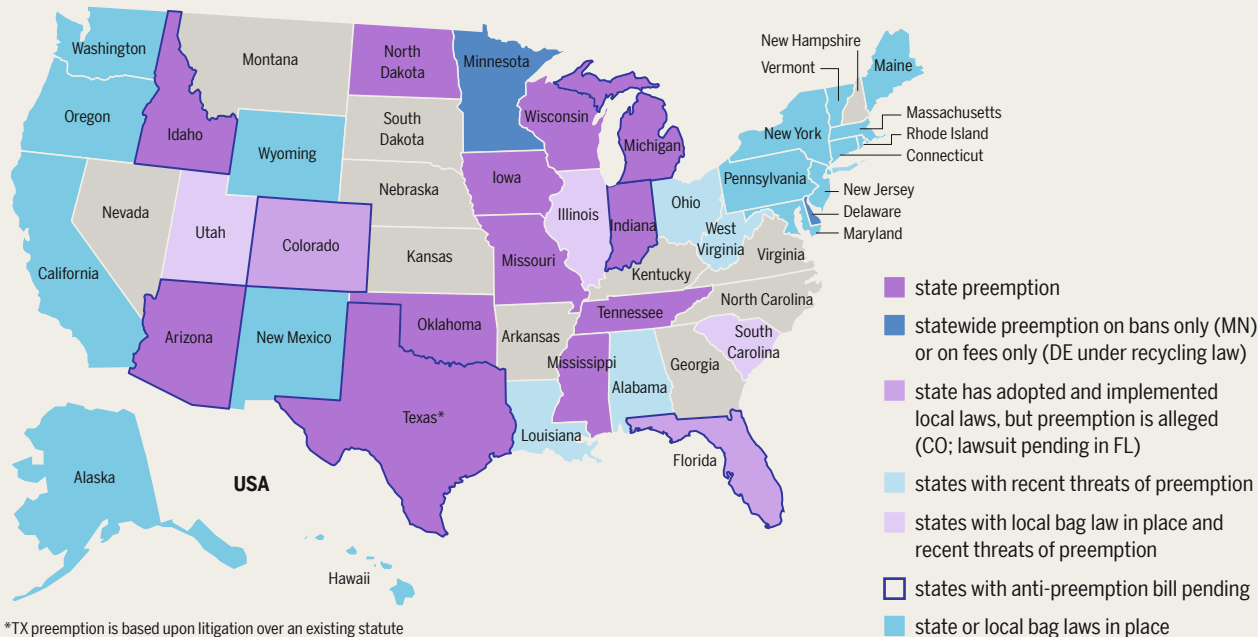 Washington
Montana
North
Dakota
Minnesota
New Hampshire
Vermont
Maine
Oregon
Idaho
South
Dakota
Wisconsin
Michigan
New York
Massachusetts
Rhode Island
Connecticut
Wyoming
Nebraska
Iowa
Pennsylvania
New Jersey
Delaware
Maryland
Nevada
Utah
Colorado
Illinois
Indiana
Ohio
West
Virginia
Virginia
California
Kansas
Missouri
Kentucky
North Carolina
Arizona
New Mexico
Oklahoma
Arkansas
Tennessee
South
Carolina
Mississippi
Alabama
Georgia
Texas*
Louisiana
Florida
Alaska
USA
Hawaii
state preemption
statewide preemption on bans only (MN)
or on fees only (DE under recycling law)
state has adopted and implemented
local laws, but preemption is alleged
(CO; lawsuit pending in FL)
states with recent threats of preemption
states with local bag law in place and
recent threats of preemption
states with anti-preemption bill pending
state or local bag laws in place
*TX preemption is based upon litigation over an existing statute